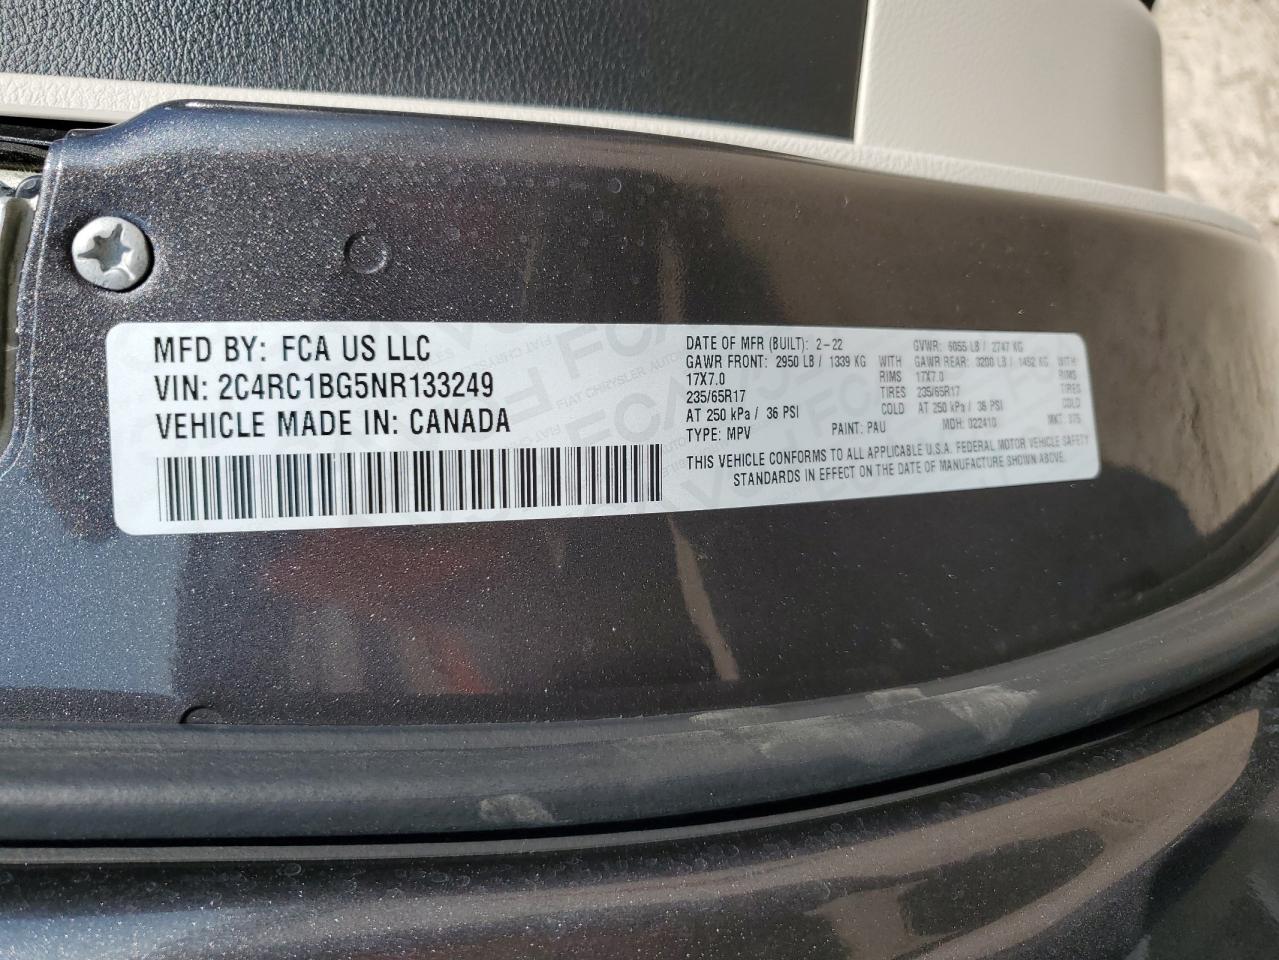 MFD BY: FCA US LLC
VIN: 2C4RC1BG5NR133249
VEHICLE MADE IN: CANADA
DATE OF MFR (BUILT): 2-22 GVWR: 6055 LB / 2747 KG
GAWR FRONT: 2950 LB / 1339 KG WITH GAWR REAR: 3200 LB / 1452 KG WITH
17X7.0 RIMS 17X7.0 RIMS
235/65R17 TIRES 235/65R17 TIRES
AT 250 kPa / 36 PSI COLD AT 250 kPa / 36 PSI COLD
TYPE: MPV PAINT: PAU MDH: 022410 MKT:
THIS VEHICLE CONFORMS TO ALL APPLICABLE U.S.A. FEDERAL MOTOR VEHICLE SAFETY
STANDARDS IN EFFECT ON THE DATE OF MANUFACTURE SHOWN ABOVE.